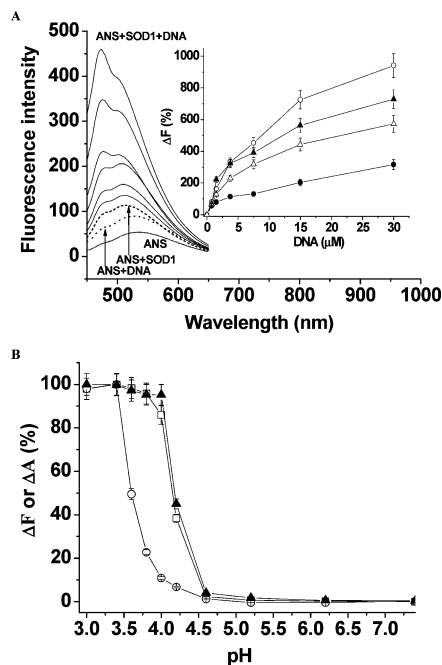 A
ANS+SOD1+DNA
500
400
300
200
100
0
Fluorescence intensity
ANS
ANS+SOD1
ANS+DNA
500 600 700 800 900 1000
Wavelength (nm)
1000
800
600
400
200
0
ΔF (%)
0 5 10 15 20 25 30
DNA (μM)
B
100
80
60
40
20
0
ΔF or ΔA (%)
3.0 3.5 4.0 4.5 5.0 5.5 6.0 6.5 7.0
pH